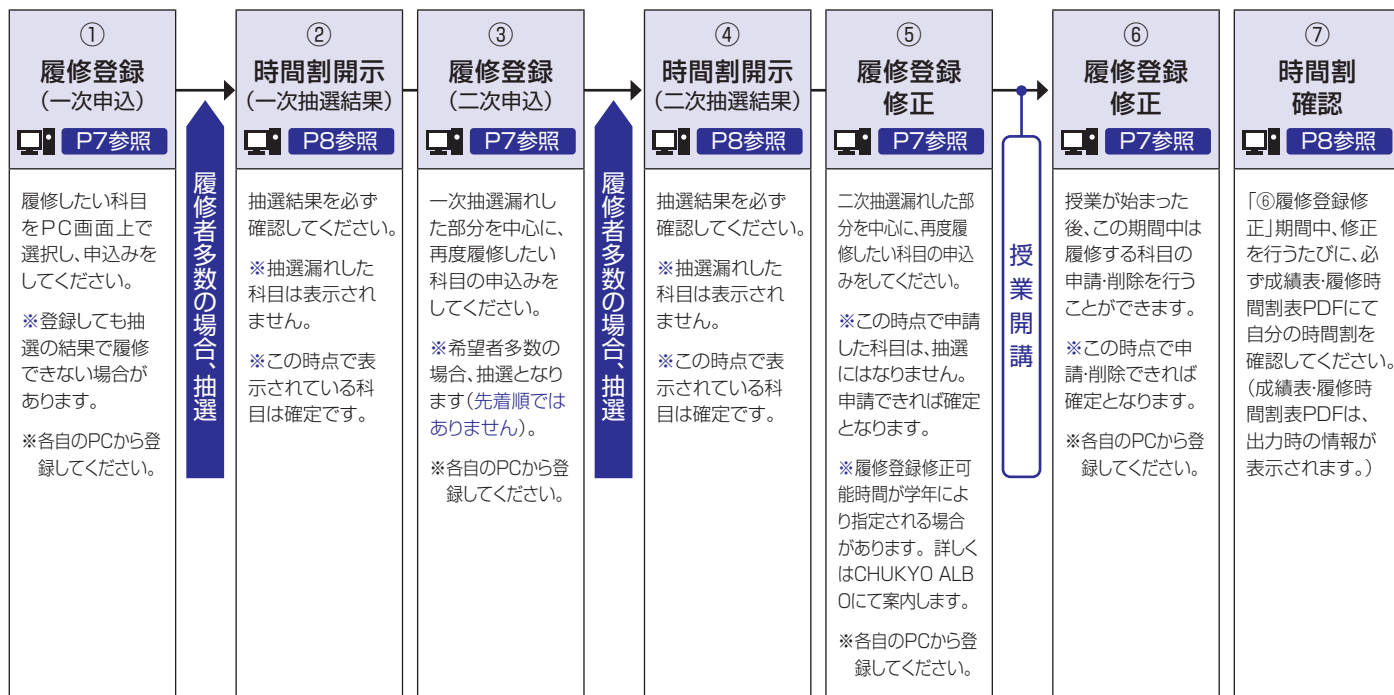 ①
履修登録
（一次申込）
P7参照
履修したい科目
をPC画面上で
選択し、申込みを
してください。
※登録しても抽
選の結果で履修
できない場合が
あります。
※各自のPCから登
録してください。
履修者多数の場合、抽選
②
時間割開示
（一次抽選結果）
P8参照
抽選結果を必ず
確認してください。
※抽選漏れした
科目は表示され
ません。
※この時点で表
示されている科
目は確定です。
③
履修登録
（二次申込）
P7参照
一次抽選漏れし
た部分を中心に、
再度履修したい
科目の申込みを
してください。
※希望者多数の
場合、抽選となり
ます（先着順では
ありません）。
※各自のPCから登
録してください。
履修者多数の場合、抽選
④
時間割開示
（二次抽選結果）
P8参照
抽選結果を必ず
確認してください。
※抽選漏れした
科目は表示され
ません。
※この時点で表
示されている科
目は確定です。
⑤
履修登録
修正
P7参照
二次抽選漏れした部
分を中心に、再度履
修したい科目の申込
みをしてください。
※この時点で申請
した科目は、抽選
にはなりません。
申請できれば確定
となります。
※履修登録修正可
能時間が学年によ
り指定される場合
があります。詳しく
はCHUKYO ALB
Oにて案内します。
※各自のPCから登
録してください。
授業開講
⑥
履修登録
修正
P7参照
授業が始まった
後、この期間中は
履修する科目の
申請・削除を行う
ことができます。
※この時点で申
請・削除できれば
確定となります。
※各自のPCから登
録してください。
⑦
時間割
確認
P8参照
「⑥履修登録修
正」期間中、修正
を行うたびに、必
ず成績表・履修時
間割表PDFにて
自分の時間割を
確認してください。
（成績表・履修時
間割表PDFは、
出力時の情報が
表示されます。）